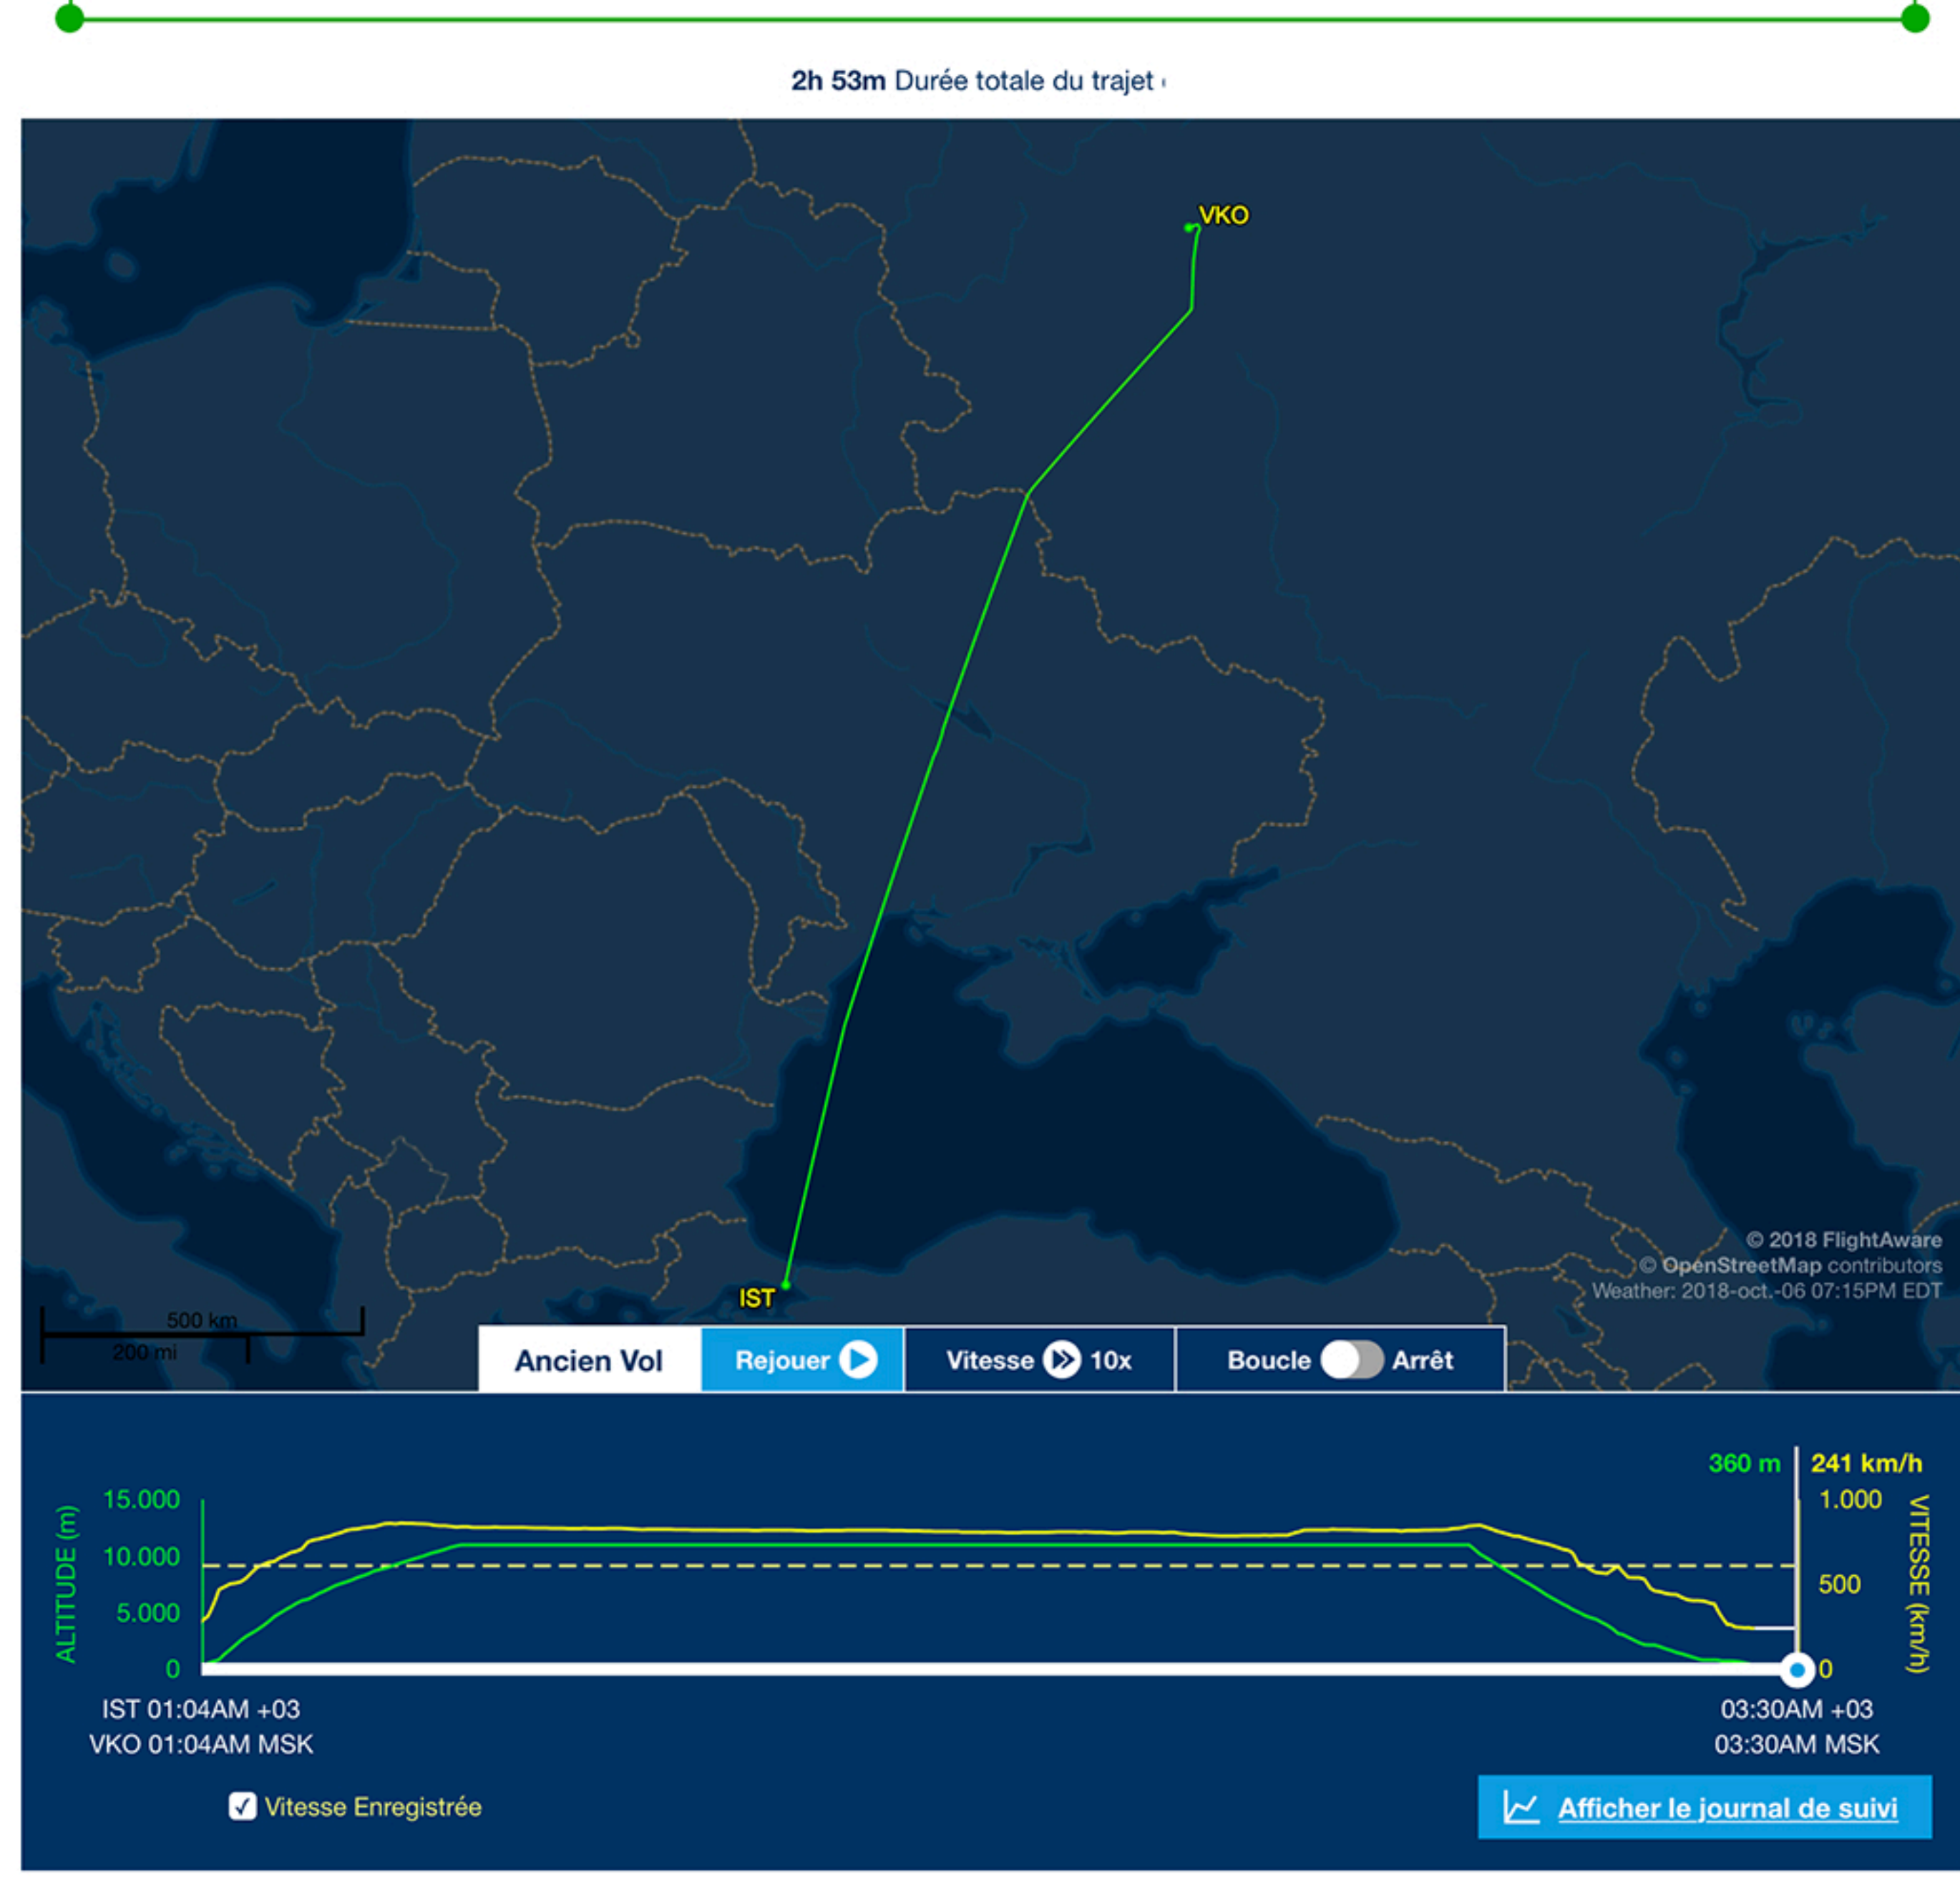 2h 53m Durée totale du trajet
VKO
IST
© 2018 FlightAware
© OpenStreetMap contributors
Weather: 2018-oct.-06 07:15PM EDT
500 km
200 mi
Ancien Vol Rejouer Vitesse 10x Boucle Arrêt
360 m 241 km/h
15.000
10.000
5.000
0
ALTITUDE (m)
1.000
500
0
VITESSE (km/h)
IST 01:04AM +03
VKO 01:04AM MSK
03:30AM +03
03:30AM MSK
Vitesse Enregistrée
Afficher le journal de suivi